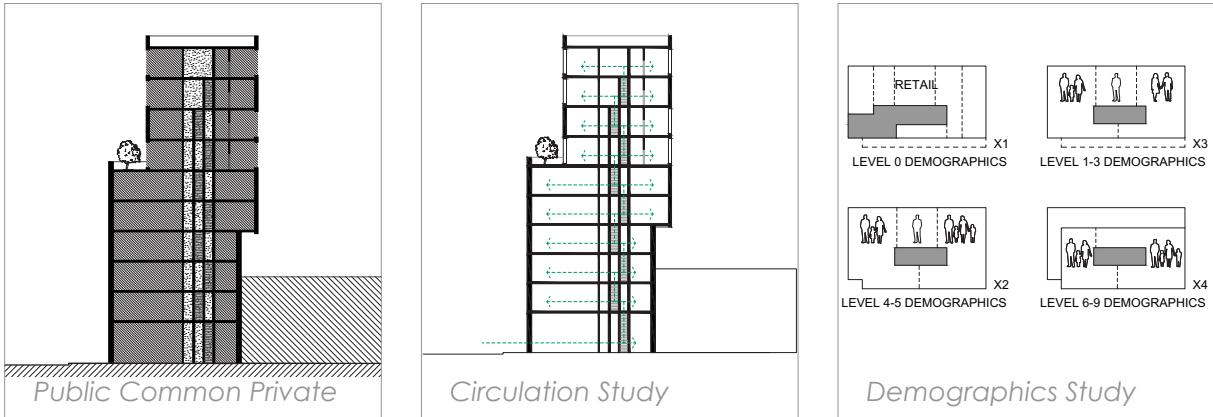 RETAIL
X1
X3
LEVEL 0 DEMOGRAPHICS
LEVEL 1-3 DEMOGRAPHICS
X2
X4
LEVEL 4-5 DEMOGRAPHICS
LEVEL 6-9 DEMOGRAPHICS
Public Common Private
Circulation Study
Demographics Study